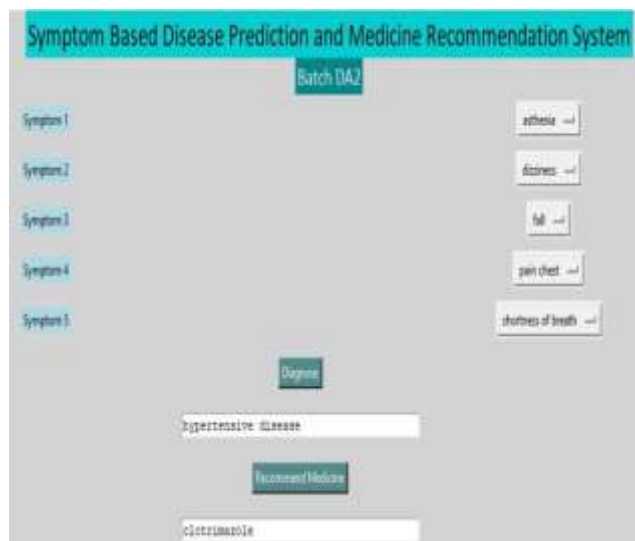 Symptom Based Disease Prediction and Medicine Recommendation System
Batch DA2
Symptom 1 asthenia
Symptom 2 dizziness
Symptom 3 fall
Symptom 4 pain chest
Symptom 5 shortness of breath
Diagnose
hypertensive disease
Recommend Medicine
clotrimazole